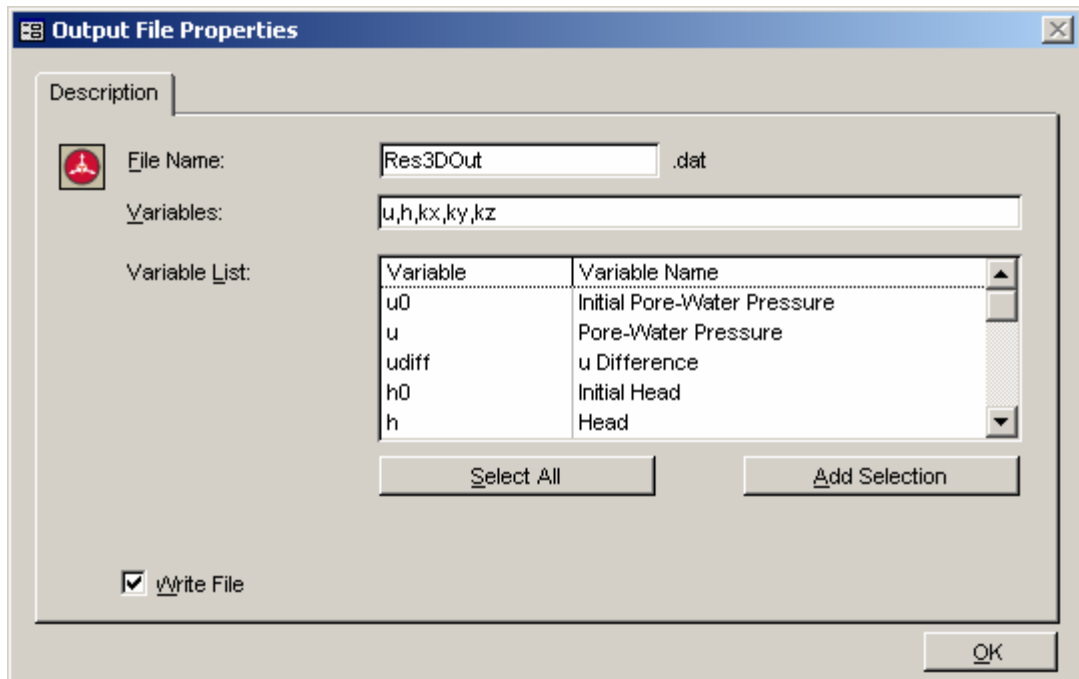 Output File Properties
Description
File Name: Res3DOut .dat
Variables: u,h,kx,ky,kz
Variable List: Variable Variable Name
u0 Initial Pore-Water Pressure
u Pore-Water Pressure
udiff u Difference
h0 Initial Head
h Head
Select All Add Selection
Write File
OK